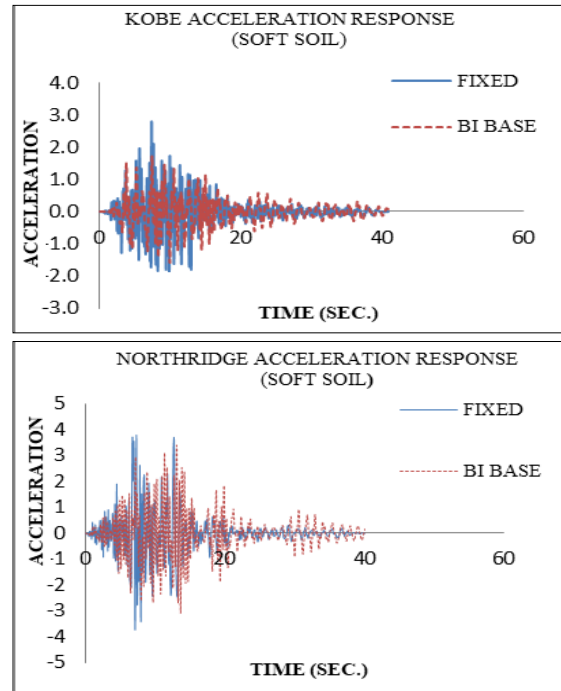 KOBE ACCELERATION RESPONSE
(SOFT SOIL)
4.0
3.0
2.0
1.0
0.0
-1.0
-2.0
-3.0
0
20
40
60
ACCELERATION
TIME (SEC.)
FIXED
BI BASE
NORTHRIDGE ACCELERATION RESPONSE
(SOFT SOIL)
5
4
3
2
1
0
-1
-2
-3
-4
-5
0
20
40
60
ACCELERATION
TIME (SEC.)
FIXED
BI BASE